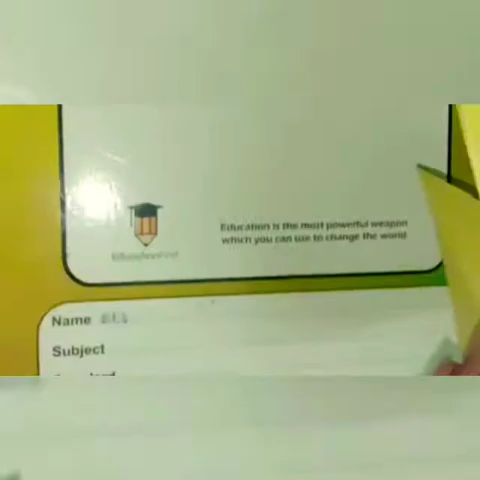 Education is the most powerful weapon
which you can use to change the world
Name
Subject